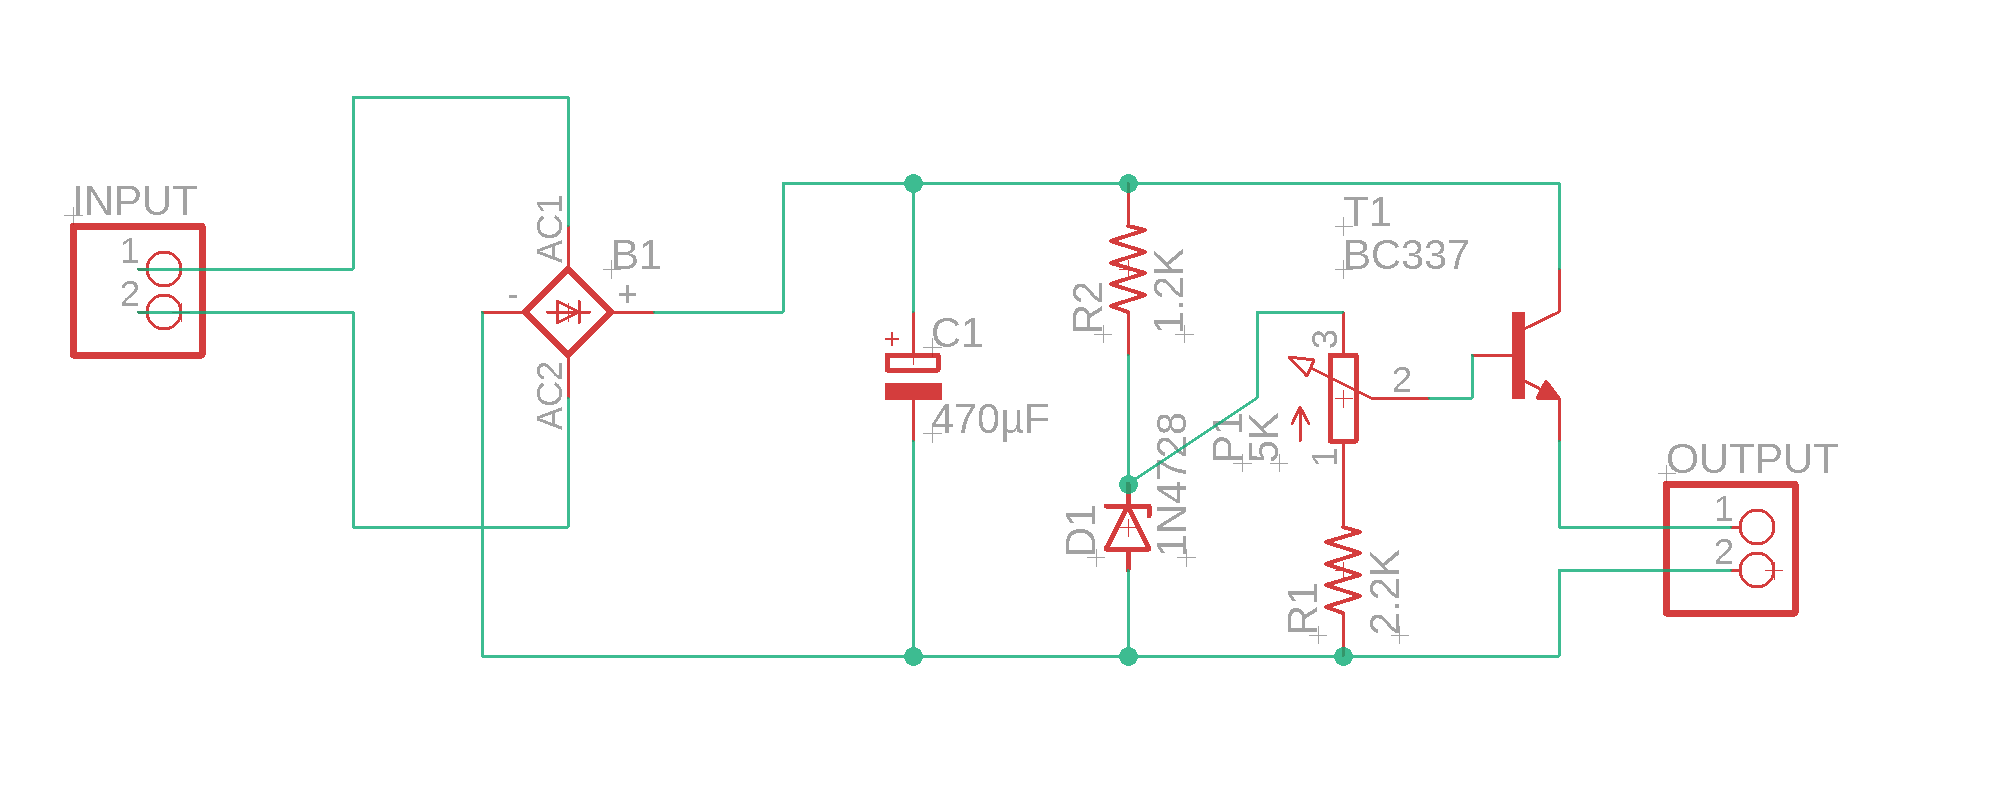 INPUT
1
2
AC1
AC2
B1
-
+
+
C1
470µF
R2
1.2K
D1
1N4728
P1
5K
3
2
1
R1
2.2K
T1
BC337
OUTPUT
1
2